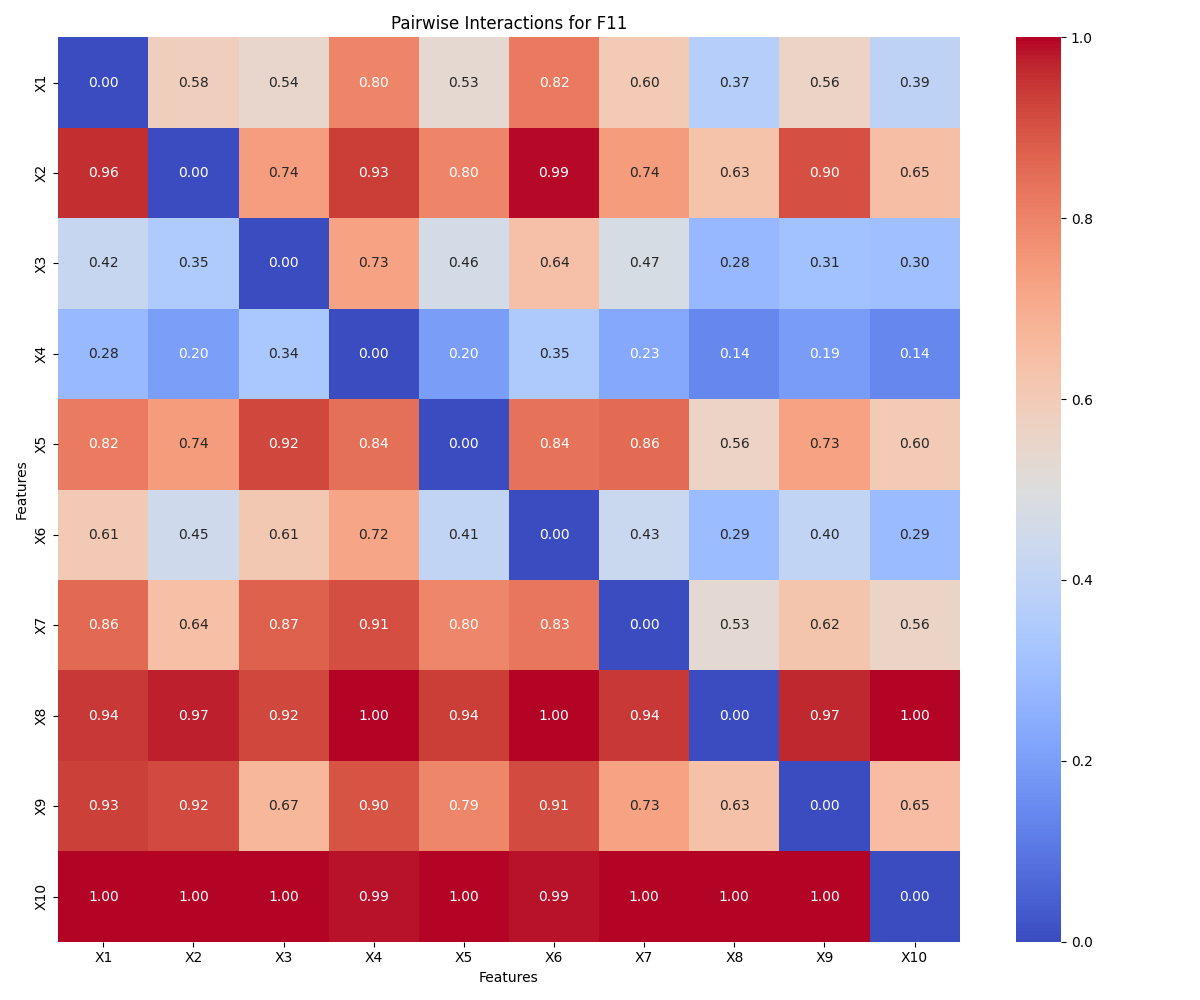 Pairwise Interactions for F11
X1 0.00 0.58 0.54 0.80 0.53 0.82 0.60 0.37 0.56 0.39
X2 0.96 0.00 0.74 0.93 0.80 0.99 0.74 0.63 0.90 0.65
X3 0.42 0.35 0.00 0.73 0.46 0.64 0.47 0.28 0.31 0.30
X4 0.28 0.20 0.34 0.00 0.20 0.35 0.23 0.14 0.19 0.14
X5 0.82 0.74 0.92 0.84 0.00 0.84 0.86 0.56 0.73 0.60
X6 0.61 0.45 0.61 0.72 0.41 0.00 0.43 0.29 0.40 0.29
X7 0.86 0.64 0.87 0.91 0.80 0.83 0.00 0.53 0.62 0.56
X8 0.94 0.97 0.92 1.00 0.94 1.00 0.94 0.00 0.97 1.00
X9 0.93 0.92 0.67 0.90 0.79 0.91 0.73 0.63 0.00 0.65
X10 1.00 1.00 1.00 0.99 1.00 0.99 1.00 1.00 1.00 0.00
X1 X2 X3 X4 X5 X6 X7 X8 X9 X10
Features
Features
1.0
0.8
0.6
0.4
0.2
0.0